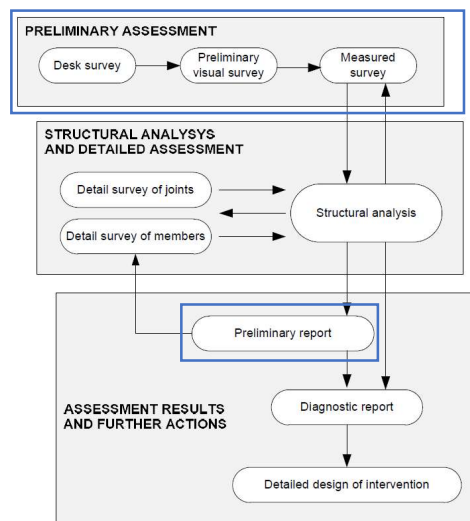 PRELIMINARY ASSESSMENT
Desk survey
Preliminary
visual survey
Measured
survey
STRUCTURAL ANALYSYS
AND DETAILED ASSESSMENT
Detail survey of joints
Structural analysis
Detail survey of members
Preliminary report
ASSESSMENT RESULTS
AND FURTHER ACTIONS
Diagnostic report
Detailed design of intervention